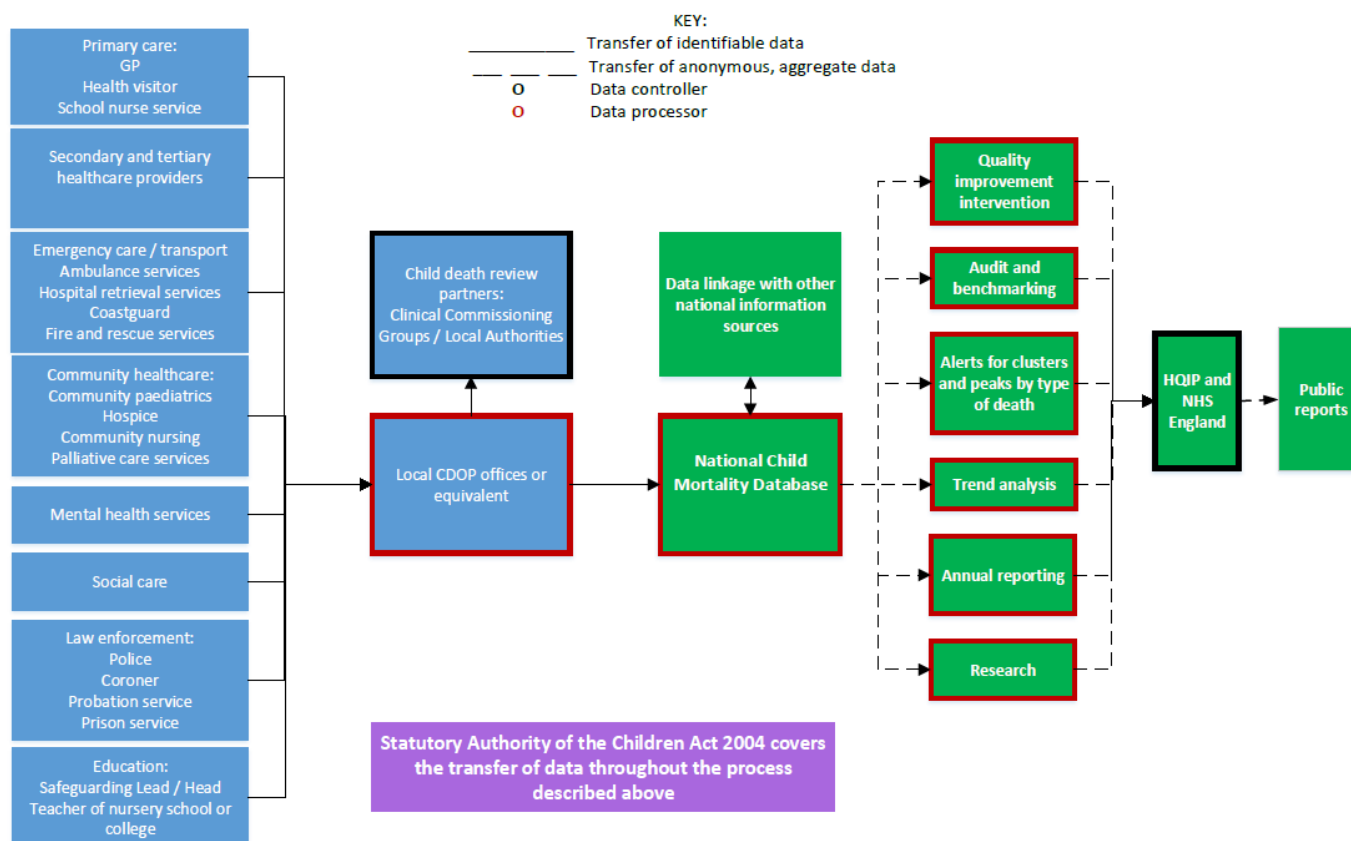 KEY:
Transfer of identifiable data
Transfer of anonymous, aggregate data
O Data controller
O Data processor
Primary care:
GP
Health visitor
School nurse service
Secondary and tertiary
healthcare providers
Emergency care / transport
Ambulance services
Hospital retrieval services
Coastguard
Fire and rescue services
Community healthcare:
Community paediatrics
Hospice
Community nursing
Palliative care services
Mental health services
Social care
Law enforcement:
Police
Coroner
Probation service
Prison service
Education:
Safeguarding Lead / Head
Teacher of nursery school or
college
Child death review
partners:
Clinical Commissioning
Groups / Local Authorities
Local CDOP offices or
equivalent
Data linkage with other
national information
sources
National Child
Mortality Database
Quality
improvement
intervention
Audit and
benchmarking
Alerts for clusters
and peaks by type
of death
Trend analysis
Annual reporting
Research
HQIP and
NHS
England
Public
reports
Statutory Authority of the Children Act 2004 covers
the transfer of data throughout the process
described above